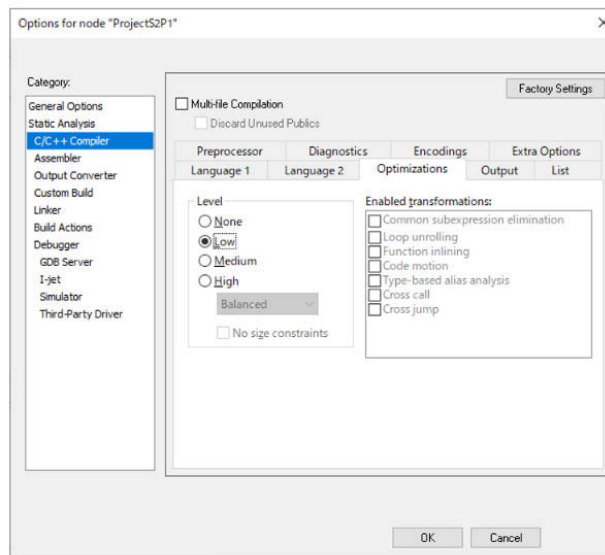 Options for node "ProjectS2P1"
Category:
General Options
Static Analysis
C/C++ Compiler
Assembler
Output Converter
Custom Build
Linker
Build Actions
Debugger
GDB Server
I-jet
Simulator
Third-Party Driver
Factory Settings
Multi-file Compilation
Discard Unused Publics
Preprocessor Diagnostics Encodings Extra Options
Language 1 Language 2 Optimizations Output List
Level
None
Low
Medium
High
Balanced
No size constraints
Enabled transformations:
Common subexpression elimination
Loop unrolling
Function inlining
Code motion
Type-based alias analysis
Cross call
Cross jump
OK Cancel